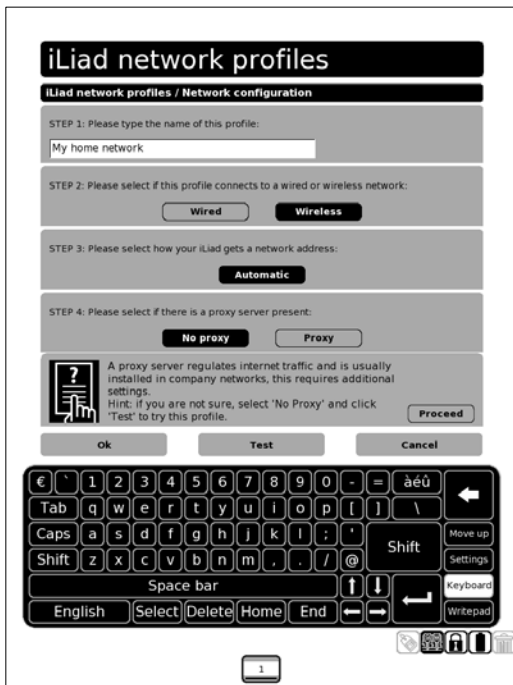 iLiad network profiles
iLiad network profiles / Network configuration
STEP 1: Please type the name of this profile:
My home network
STEP 2: Please select if this profile connects to a wired or wireless network:
Wired Wireless
STEP 3: Please select how your iLiad gets a network address:
Automatic
STEP 4: Please select if there is a proxy server present:
No proxy Proxy
?
A proxy server regulates internet traffic and is usually
installed in company networks, this requires additional
settings.
Hint: if you are not sure, select 'No Proxy' and click
'Test' to try this profile.
Proceed
Ok Test Cancel
€ ` 1 2 3 4 5 6 7 8 9 0 - = àéû
Tab q w e r t y u i o p [ ] \
Caps a s d f g h j k l ; ' Shift Move up
Shift z x c v b n m , . / @ Settings
Space bar Keyboard
English Select Delete Home End Writepad
1